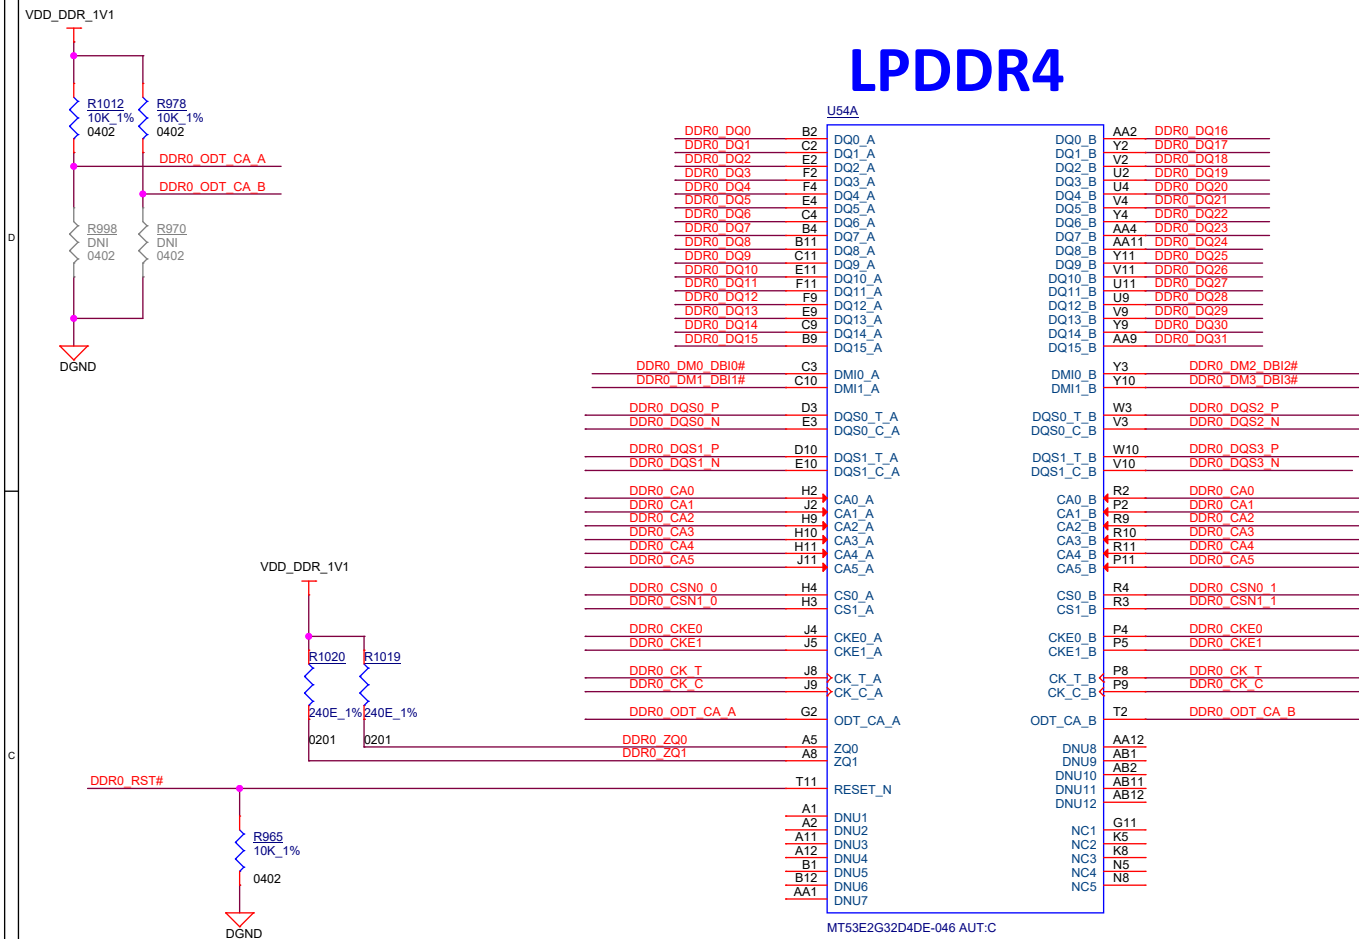 VDD_DDR_1V1
R1012
10K_1%
0402
R978
10K_1%
0402
DDR0_ODT_CA_A
DDR0_ODT_CA_B
R998
DNI
0402
R970
DNI
0402
DGND
D
C
LPDDR4
U54A
DDR0_DQ0 B2 DQ0_A DQ0_B AA2 DDR0_DQ16
DDR0_DQ1 C2 DQ1_A DQ1_B Y2 DDR0_DQ17
DDR0_DQ2 E2 DQ2_A DQ2_B V2 DDR0_DQ18
DDR0_DQ3 F2 DQ3_A DQ3_B U2 DDR0_DQ19
DDR0_DQ4 F4 DQ4_A DQ4_B U4 DDR0_DQ20
DDR0_DQ5 E4 DQ5_A DQ5_B V4 DDR0_DQ21
DDR0_DQ6 C4 DQ6_A DQ6_B Y4 DDR0_DQ22
DDR0_DQ7 B4 DQ7_A DQ7_B AA4 DDR0_DQ23
DDR0_DQ8 B11 DQ8_A DQ8_B AA11 DDR0_DQ24
DDR0_DQ9 C11 DQ9_A DQ9_B Y11 DDR0_DQ25
DDR0_DQ10 E11 DQ10_A DQ10_B V11 DDR0_DQ26
DDR0_DQ11 F11 DQ11_A DQ11_B U11 DDR0_DQ27
DDR0_DQ12 F9 DQ12_A DQ12_B U9 DDR0_DQ28
DDR0_DQ13 E9 DQ13_A DQ13_B V9 DDR0_DQ29
DDR0_DQ14 C9 DQ14_A DQ14_B Y9 DDR0_DQ30
DDR0_DQ15 B9 DQ15_A DQ15_B AA9 DDR0_DQ31
DDR0_DM0_DBI0# C3 DMI0_A DMI0_B Y3 DDR0_DM2_DBI2#
DDR0_DM1_DBI1# C10 DMI1_A DMI1_B Y10 DDR0_DM3_DBI3#
DDR0_DQS0_P D3 DQS0_T_A DQS0_T_B W3 DDR0_DQS2_P
DDR0_DQS0_N E3 DQS0_C_A DQS0_C_B V3 DDR0_DQS2_N
DDR0_DQS1_P D10 DQS1_T_A DQS1_T_B W10 DDR0_DQS3_P
DDR0_DQS1_N E10 DQS1_C_A DQS1_C_B V10 DDR0_DQS3_N
DDR0_CA0 H2 CA0_A CA0_B R2 DDR0_CA0
DDR0_CA1 J2 CA1_A CA1_B P2 DDR0_CA1
DDR0_CA2 H9 CA2_A CA2_B R9 DDR0_CA2
DDR0_CA3 H10 CA3_A CA3_B R10 DDR0_CA3
DDR0_CA4 H11 CA4_A CA4_B R11 DDR0_CA4
DDR0_CA5 J11 CA5_A CA5_B P11 DDR0_CA5
DDR0_CSN0_0 H4 CS0_A CS0_B R4 DDR0_CSN0_1
DDR0_CSN1_0 H3 CS1_A CS1_B R3 DDR0_CSN1_1
DDR0_CKE0 J4 CKE0_A CKE0_B P4 DDR0_CKE0
DDR0_CKE1 J5 CKE1_A CKE1_B P5 DDR0_CKE1
DDR0_CK_T J8 CK_T_A CK_T_B P8 DDR0_CK_T
DDR0_CK_C J9 CK_C_A CK_C_B P9 DDR0_CK_C
DDR0_ODT_CA_A G2 ODT_CA_A ODT_CA_B T2 DDR0_ODT_CA_B
DDR0_ZQ0 A5 ZQ0 DNU8 AA12
DDR0_ZQ1 A8 ZQ1 DNU9 AB1
DNU10 AB2
T11 RESET_N DNU11 AB11
DNU12 AB12
A1 DNU1
A2 DNU2 NC1 G11
A11 DNU3 NC2 K5
A12 DNU4 NC3 K8
B1 DNU5 NC4 N5
B12 DNU6 NC5 N8
AA1 DNU7
MT53E2G32D4DE-046 AUT:C
VDD_DDR_1V1
R1020
240E_1%
0201
R1019
240E_1%
0201
DDR0_RST#
R965
10K_1%
0402
DGND